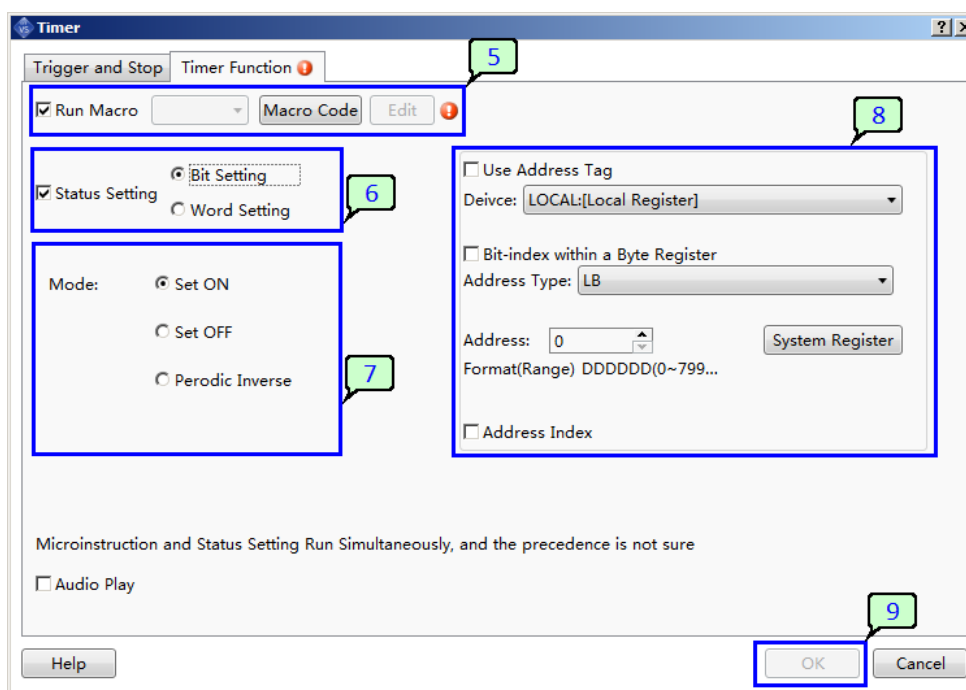 Timer
Trigger and Stop Timer Function
5
Run Macro Macro Code Edit
8
Status Setting
Bit Setting
Word Setting
6
Use Address Tag
Deivce: LOCAL:[Local Register]
Bit-index within a Byte Register
Address Type: LB
Address: 0 System Register
Format(Range) DDDDDD(0~799...
Address Index
Mode: Set ON
Set OFF
Perodic Inverse
7
Microinstruction and Status Setting Run Simultaneously, and the precedence is not sure
Audio Play
9
Help OK Cancel